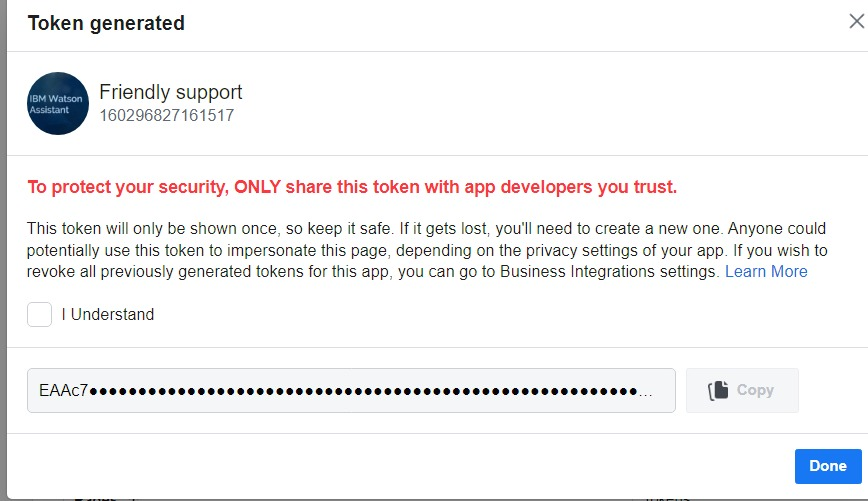 Token generated
IBM Watson
Assistant
Friendly support
160296827161517
To protect your security, ONLY share this token with app developers you trust.
This token will only be shown once, so keep it safe. If it gets lost, you'll need to create a new one. Anyone could
potentially use this token to impersonate this page, depending on the privacy settings of your app. If you wish to
revoke all previously generated tokens for this app, you can go to Business Integrations settings. Learn More
I Understand
EAAc7●●●●●●●●●●●●●●●●●●●●●●●●●●●●●●●●●●●●●●●●●●●●●●●●●●●●●●●...
Copy
Done